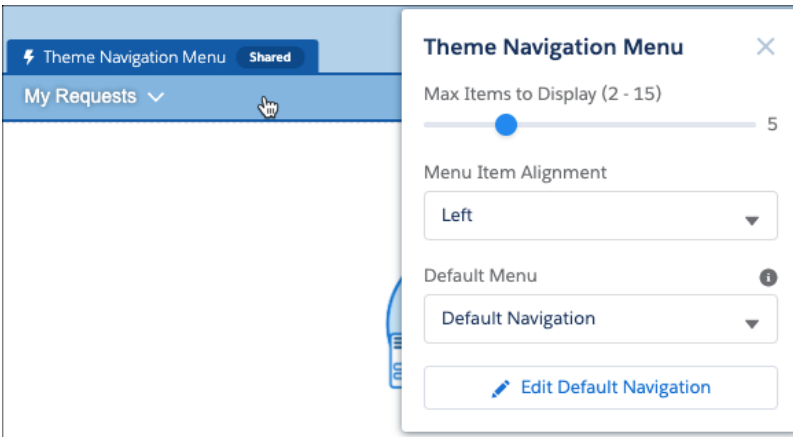 Theme Navigation Menu Shared
My Requests
Theme Navigation Menu
Max Items to Display (2 - 15)
5
Menu Item Alignment
Left
Default Menu
Default Navigation
Edit Default Navigation